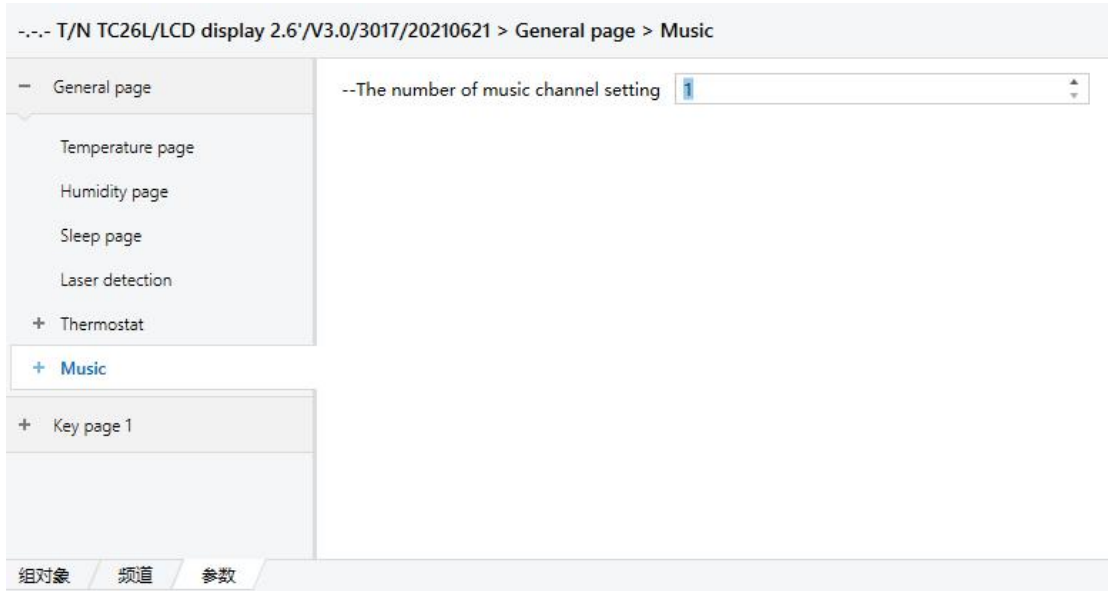 -.-.- T/N TC26L/LCD display 2.6'/V3.0/3017/20210621 > General page > Music
− General page
--The number of music channel setting 1
Temperature page
Humidity page
Sleep page
Laser detection
+ Thermostat
+ Music
+ Key page 1
组对象 频道 参数